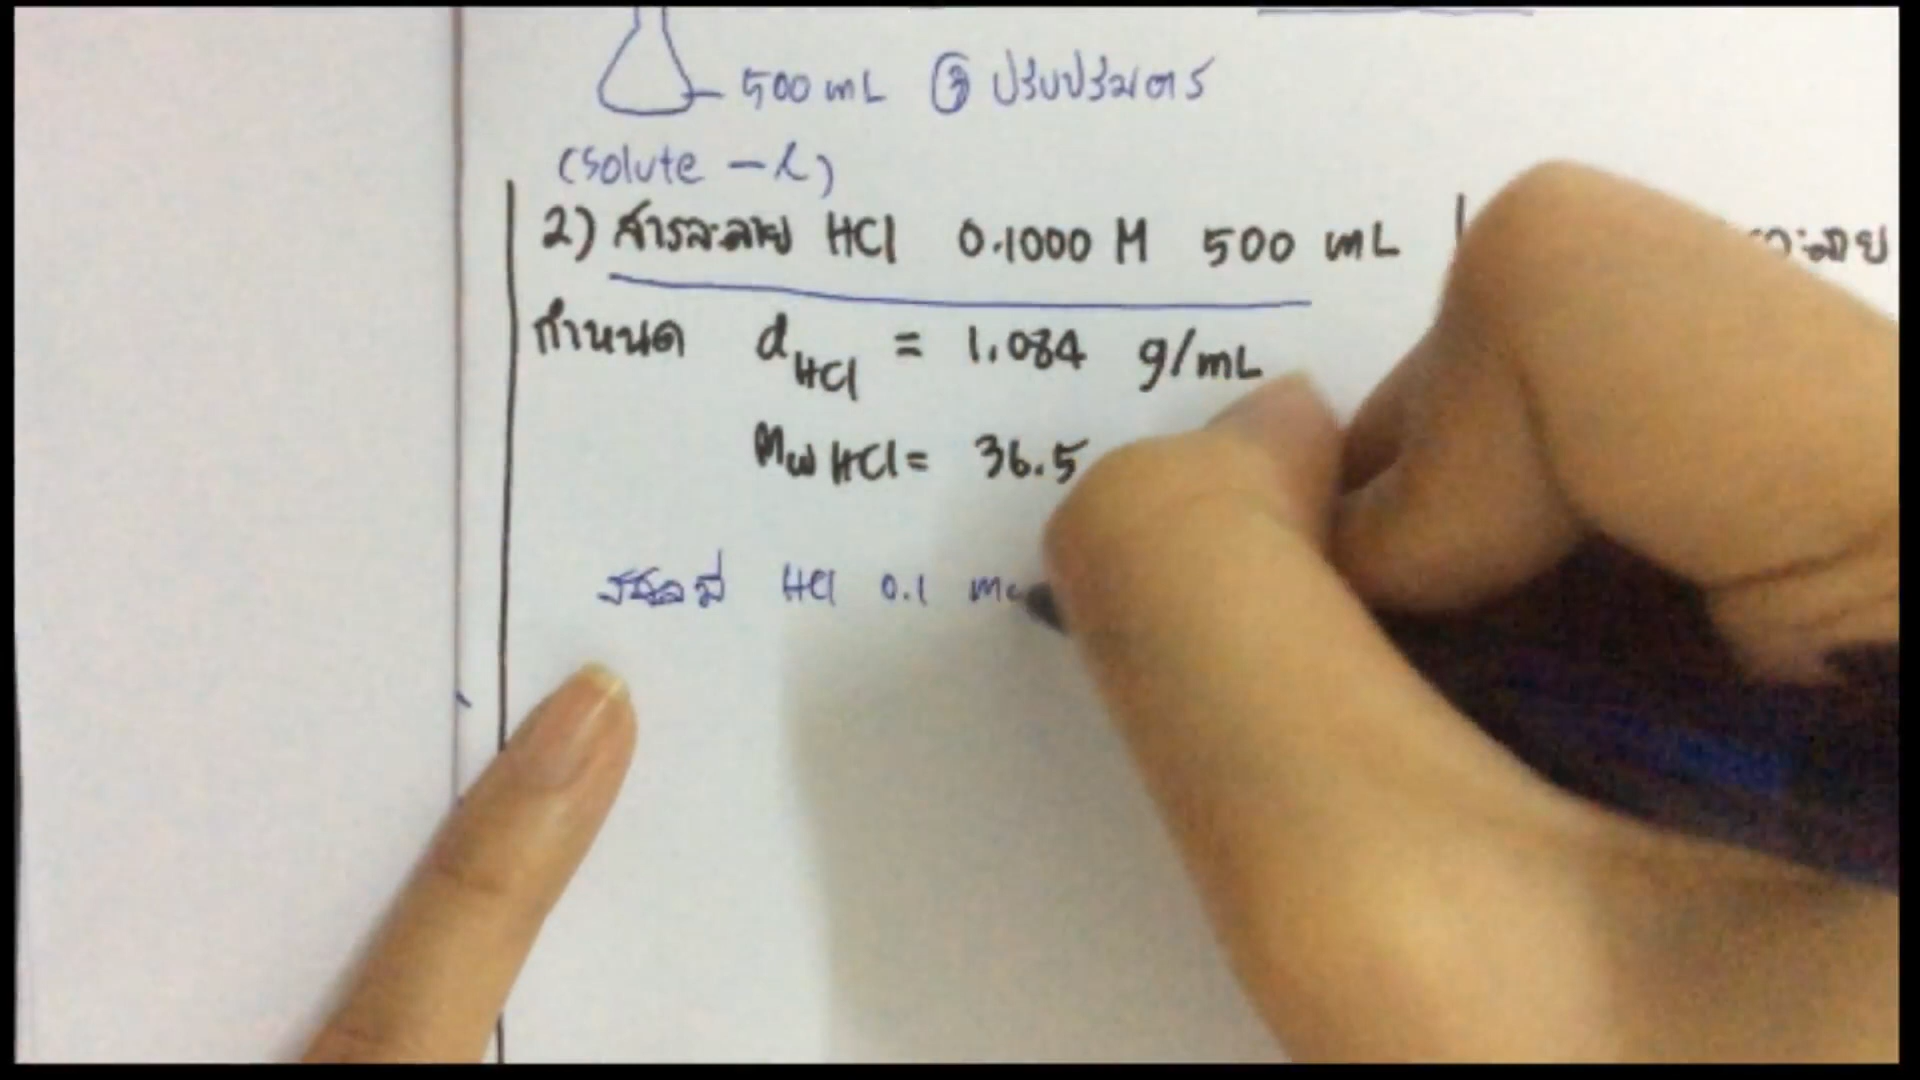 500 mL ③ ปรับปริมาตร
(solute - l)
2) สารละลาย HCl 0.1000 M 500 mL
กำหนด d HCl = 1.084 g/mL
Mw HCl = 36.5
HCl 0.1